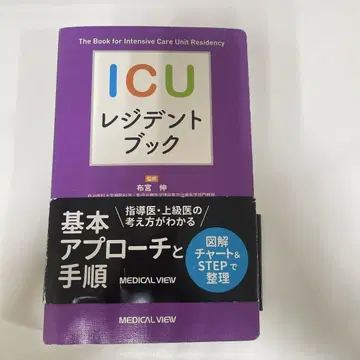 The Book for Intensive Care Unit Residency
ICU
レジデント
ブック
監修
布宮 伸
指導医・上級医の
考え方がわかる
基本
アプローチと
手順
図解
チャート&
STEPで
整理
MEDICAL VIEW
MEDICAL VIEW